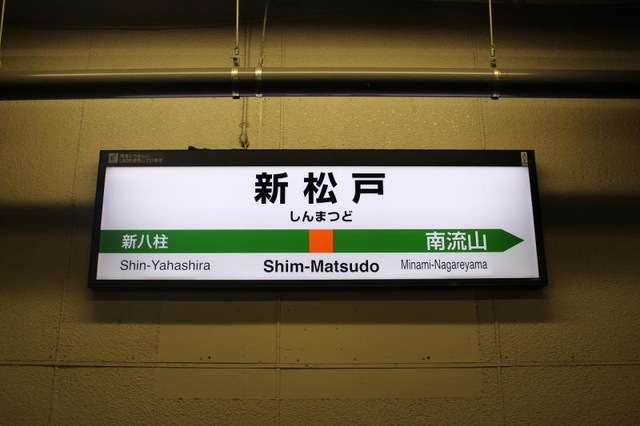 新松戸
しんまつど
新八柱 南流山
Shin-Yahashira Shim-Matsudo Minami-Nagareyama